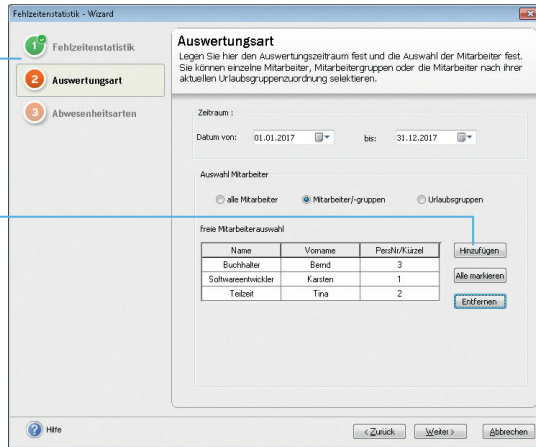 Fehlzeitenstatistik - Wizard
1 Fehlzeitenstatistik
2 Auswertungsart
3 Abwesenheitsarten
Auswertungsart
Legen Sie hier den Auswertungszeitraum fest und die Auswahl der Mitarbeiter fest.
Sie können einzelne Mitarbeiter, Mitarbeitergruppen oder die Mitarbeiter nach ihrer
aktuellen Urlaubsgruppenzuordnung selektieren.
Zeitraum :
Datum von: 01.01.2017 bis: 31.12.2017
Auswahl Mitarbeiter
alle Mitarbeiter Mitarbeiter/-gruppen Urlaubsgruppen
freie Mitarbeiterauswahl
Name Vorname PersNr/Kürzel
Buchhalter Bernd 3
Softwareentwickler Karsten 1
Teilzeit Tina 2
Hinzufügen
Alle markieren
Entfernen
? Hilfe
< Zurück Weiter > Abbrechen